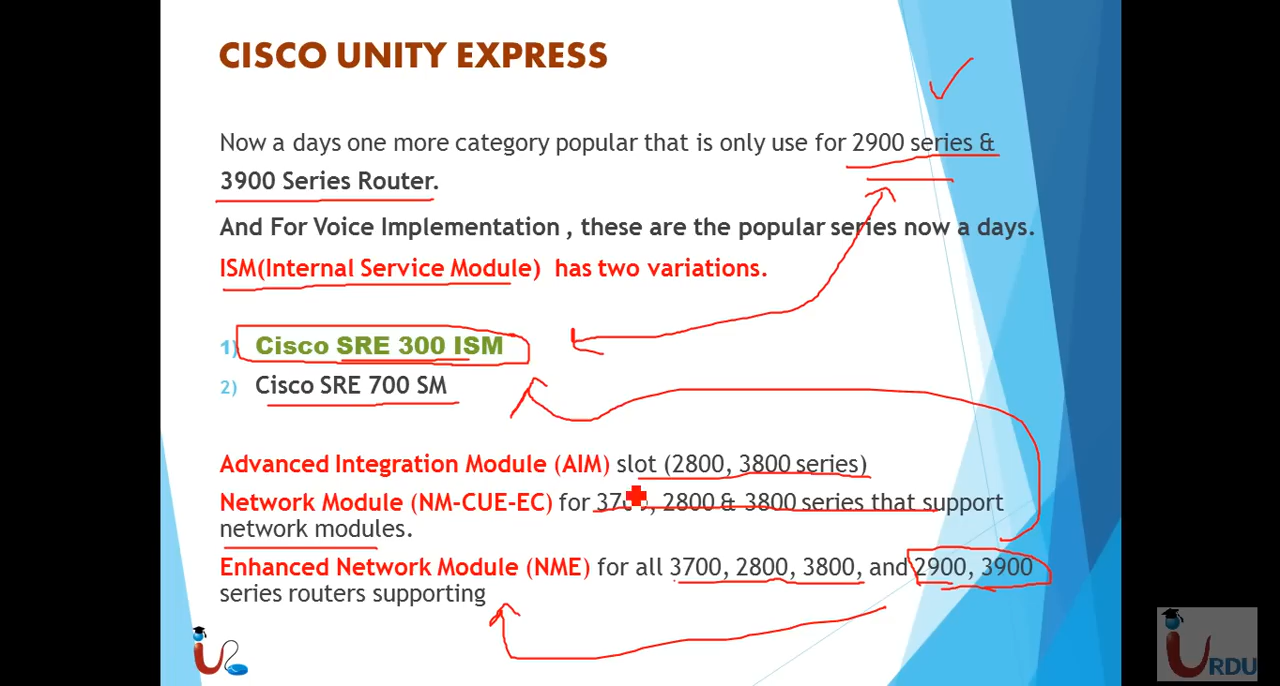 CISCO UNITY EXPRESS
Now a days one more category popular that is only use for 2900 series &
3900 Series Router.
And For Voice Implementation , these are the popular series now a days.
ISM(Internal Service Module) has two variations.
1) Cisco SRE 300 ISM
2) Cisco SRE 700 SM
Advanced Integration Module (AIM) slot (2800, 3800 series)
Network Module (NM-CUE-EC) for 2800 & 3800 series that support
network modules.
Enhanced Network Module (NME) for all 3700, 2800, 3800, and 2900, 3900
series routers supporting
URDU